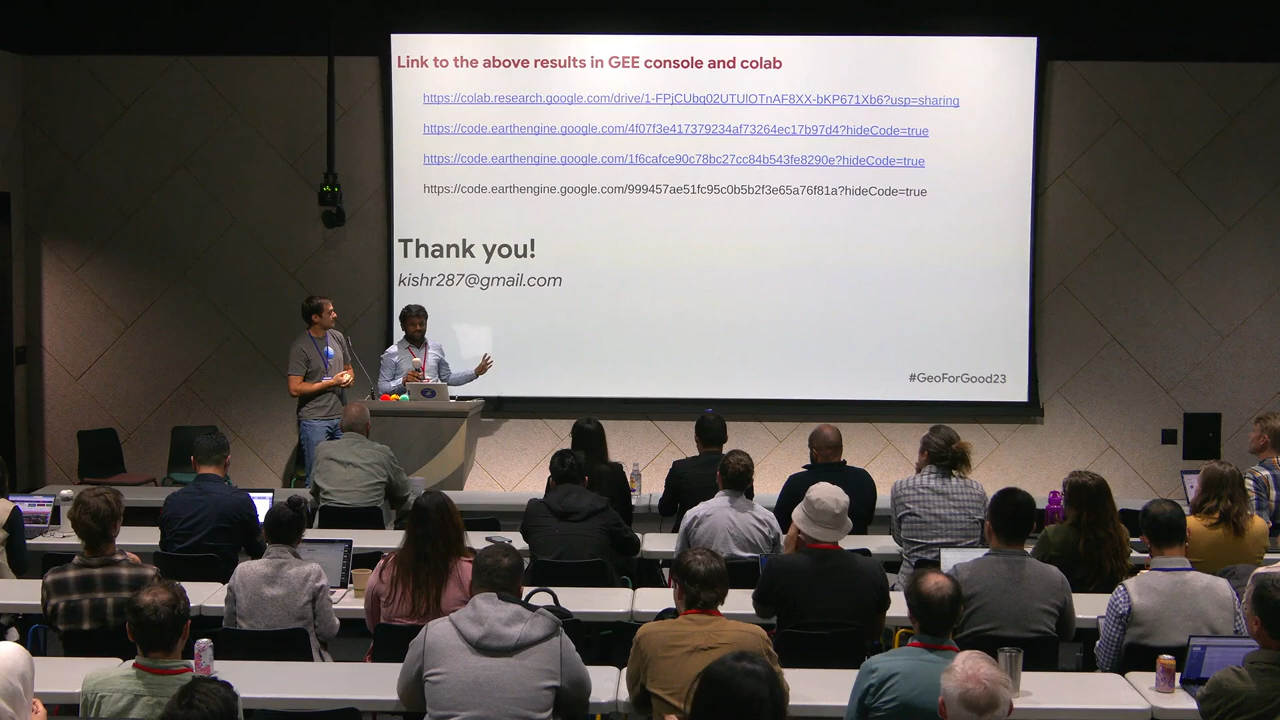 Link to the above results in GEE console and colab
https://colab.research.google.com/drive/1-FPjCUbq02UTUlOTnAF8XX-bKP671Xb6?usp=sharing
https://code.earthengine.google.com/4f07f3e417379234af73264ec17b97d4?hideCode=true
https://code.earthengine.google.com/1f6cafce90c78bc27cc84b543fe8290e?hideCode=true
https://code.earthengine.google.com/999457ae51fc95c0b5b2f3e65a76f81a?hideCode=true
Thank you!
kishr287@gmail.com
#GeoForGood23